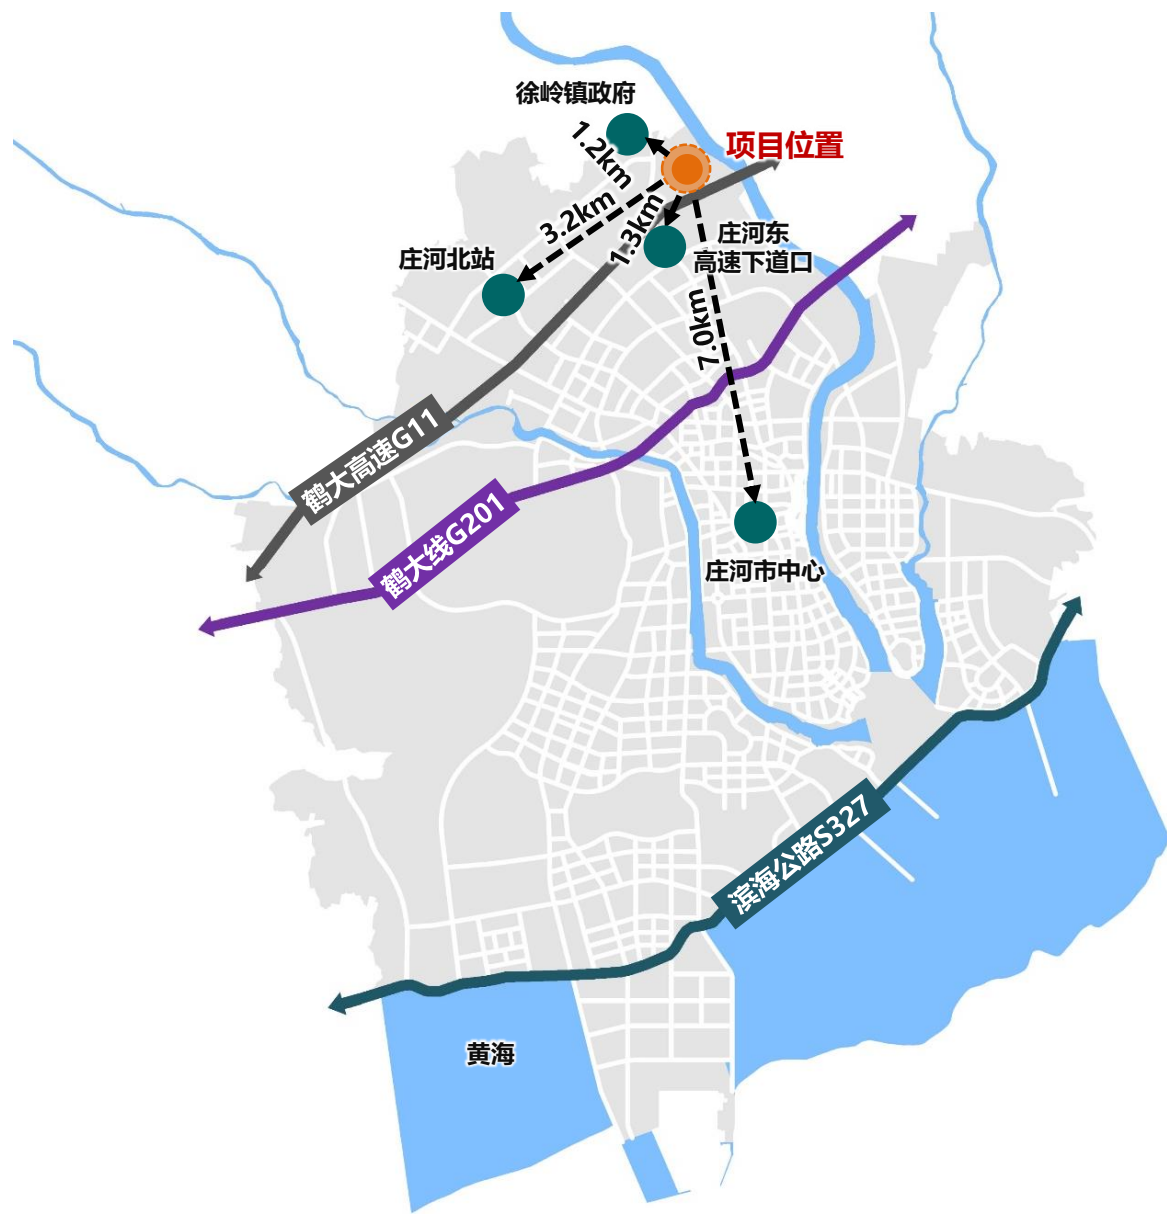 徐岭镇政府
项目位置
1.2km
3.2km
1.3km
庄河东
高速下道口
庄河北站
7.0km
鹤大高速G11
鹤大线G201
庄河市中心
滨海公路S327
黄海